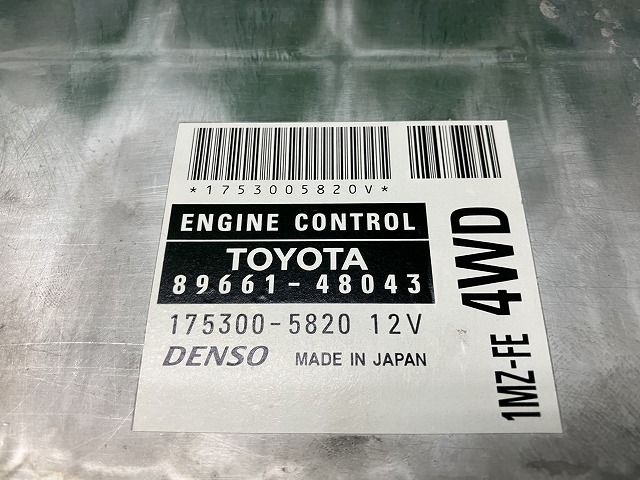 *1753005820V*
ENGINE CONTROL
TOYOTA
89661-48043
175300-5820 12V
DENSO MADE IN JAPAN
1MZ-FE 4WD